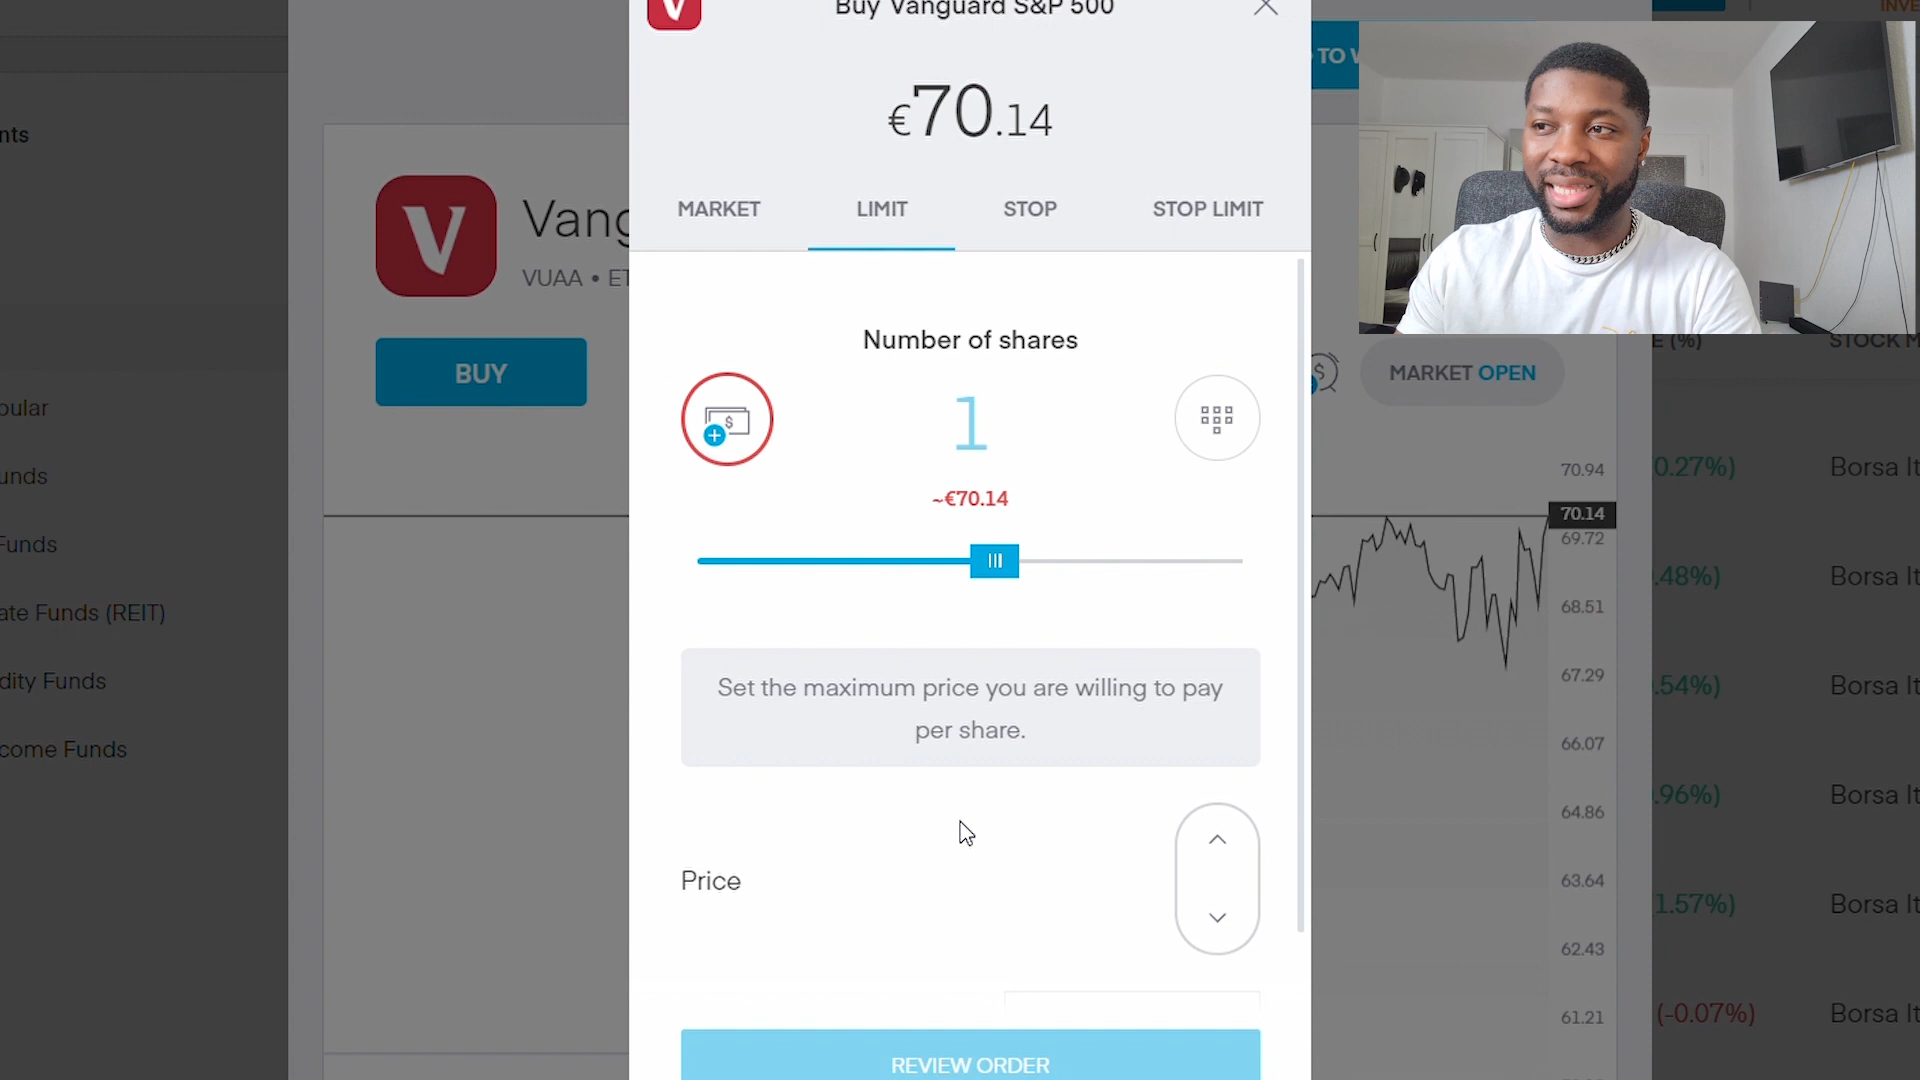 Buy Vanguard S&P 500
€70.14
MARKET
LIMIT
STOP
STOP LIMIT
Number of shares
1
~€70.14
Set the maximum price you are willing to pay
per share.
Price
REVIEW ORDER
nts
pular
unds
Funds
ate Funds (REIT)
dity Funds
come Funds
Vang
VUAA • ET
BUY
TO
MARKET OPEN
70.94
70.14
69.72
68.51
67.29
66.07
64.86
63.64
62.43
61.21
INVE
E (%)
STOCK M
0.27%)
Borsa It
.48%)
Borsa It
.54%)
Borsa It
.96%)
Borsa It
1.57%)
Borsa It
(-0.07%)
Borsa It